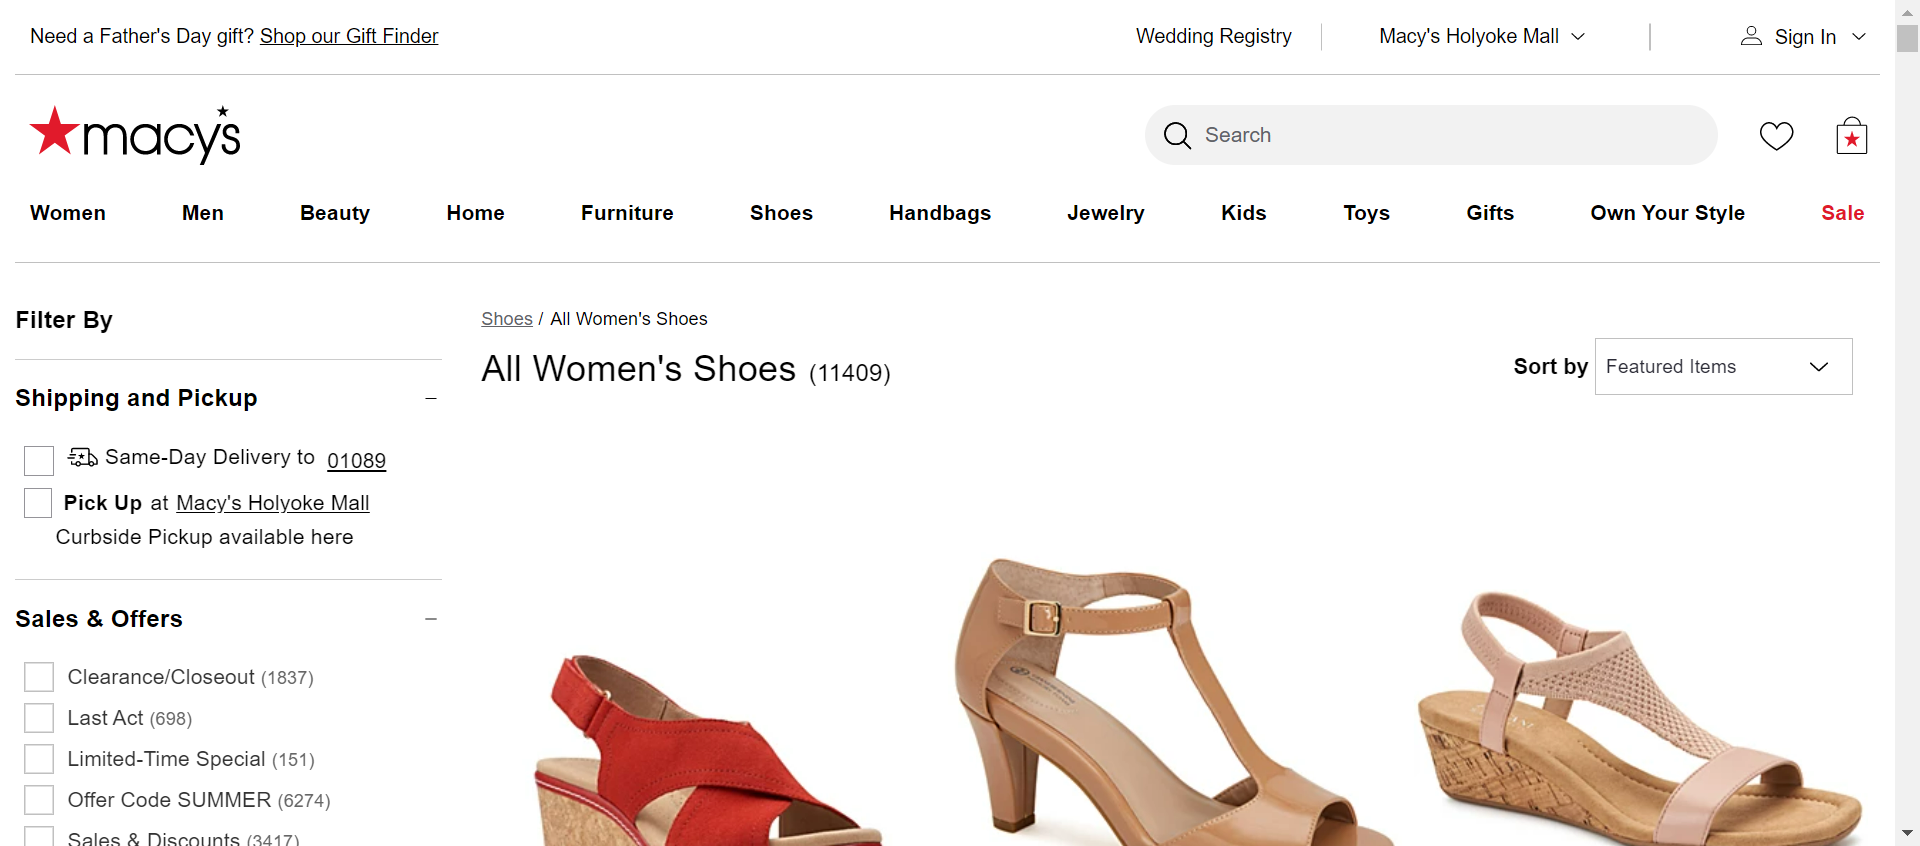 Need a Father's Day gift? Shop our Gift Finder
Wedding Registry
Macy's Holyoke Mall
Sign In
macy's
Search
Women
Men
Beauty
Home
Furniture
Shoes
Handbags
Jewelry
Kids
Toys
Gifts
Own Your Style
Sale
Filter By
Shipping and Pickup
Same-Day Delivery to 01089
Pick Up at Macy's Holyoke Mall
Curbside Pickup available here
Sales & Offers
Clearance/Closeout (1837)
Last Act (698)
Limited-Time Special (151)
Offer Code SUMMER (6274)
Sales & Discounts (3417)
Shoes / All Women's Shoes
All Women's Shoes (11409)
Sort by
Featured Items